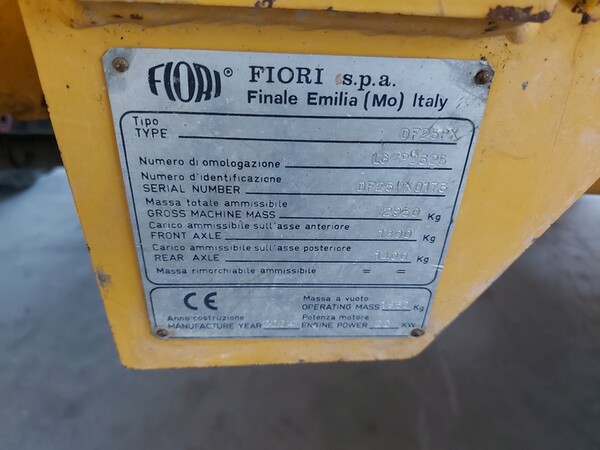 FIORI® FIORI s.p.a.
Finale Emilia (Mo) Italy
Tipo
TYPE DF25PX
Numero di omologazione
Numero d'identificazione
SERIAL NUMBER
Massa totale ammissibile
GROSS MACHINE MASS 2950 Kg
Carico ammissibile sull'asse anteriore
FRONT AXLE Kg
Carico ammissibile sull'asse posteriore
REAR AXLE Kg
Massa rimorchiabile ammissibile = =
CE
Massa a vuoto
OPERATING MASS Kg
Anno costruzione Potenza motore
MANUFACTURE YEAR ENGINE POWER KW